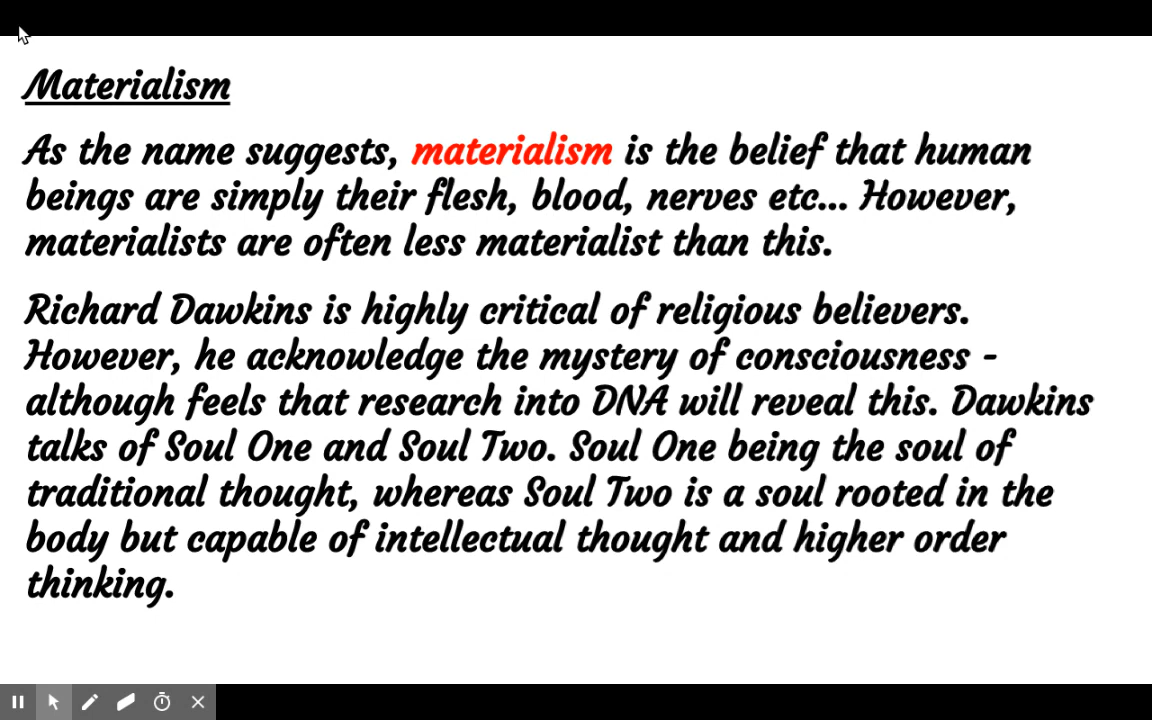 Materialism
As the name suggests, materialism is the belief that human
beings are simply their flesh, blood, nerves etc... However,
materialists are often less materialist than this.
Richard Dawkins is highly critical of religious believers.
However, he acknowledge the mystery of consciousness -
although feels that research into DNA will reveal this. Dawkins
talks of Soul One and Soul Two. Soul One being the soul of
traditional thought, whereas Soul Two is a soul rooted in the
body but capable of intellectual thought and higher order
thinking.